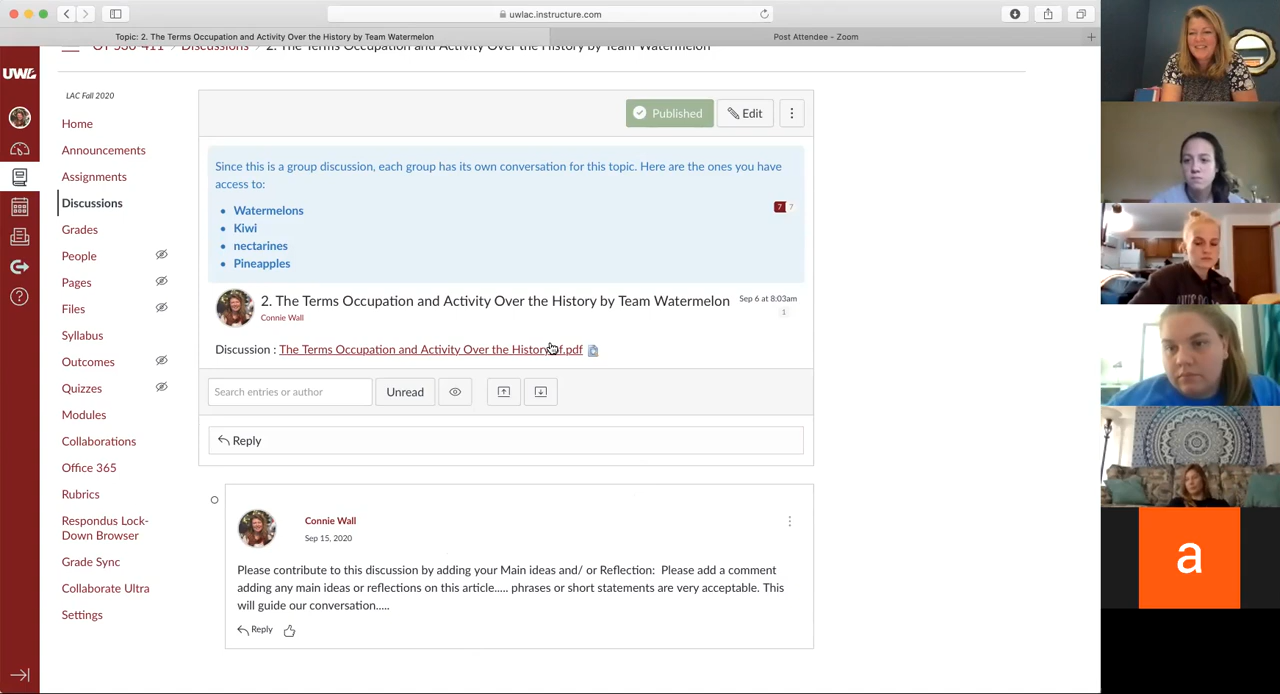 uwlac.instructure.com
Topic: 2. The Terms Occupation and Activity Over the History by Team Watermelon
Post Attendee - Zoom
Discussions
2. The Terms Occupation and Activity Over the History by Team Watermelon
UWL
LAC Fall 2020
Home
Announcements
Assignments
Discussions
Grades
People
Pages
Files
Syllabus
Outcomes
Quizzes
Modules
Collaborations
Office 365
Rubrics
Respondus Lock-
Down Browser
Grade Sync
Collaborate Ultra
Settings
Published
Edit
Since this is a group discussion, each group has its own conversation for this topic. Here are the ones you have
access to:
Watermelons
7 7
Kiwi
nectarines
Pineapples
2. The Terms Occupation and Activity Over the History by Team Watermelon
Sep 6 at 8:03am
Connie Wall
1
Discussion : The Terms Occupation and Activity Over the History of.pdf
Search entries or author
Unread
Reply
Connie Wall
Sep 15, 2020
Please contribute to this discussion by adding your Main ideas and/ or Reflection: Please add a comment
adding any main ideas or reflections on this article..... phrases or short statements are very acceptable. This
will guide our conversation.....
Reply
a